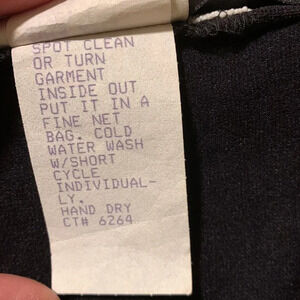 SPOT CLEAN
OR TURN
GARMENT
INSIDE OUT
PUT IT IN A
FINE NET
BAG. COLD
WATER WASH
W/SHORT
CYCLE
INDIVIDUAL-
LY.
HAND DRY
CT# 6264